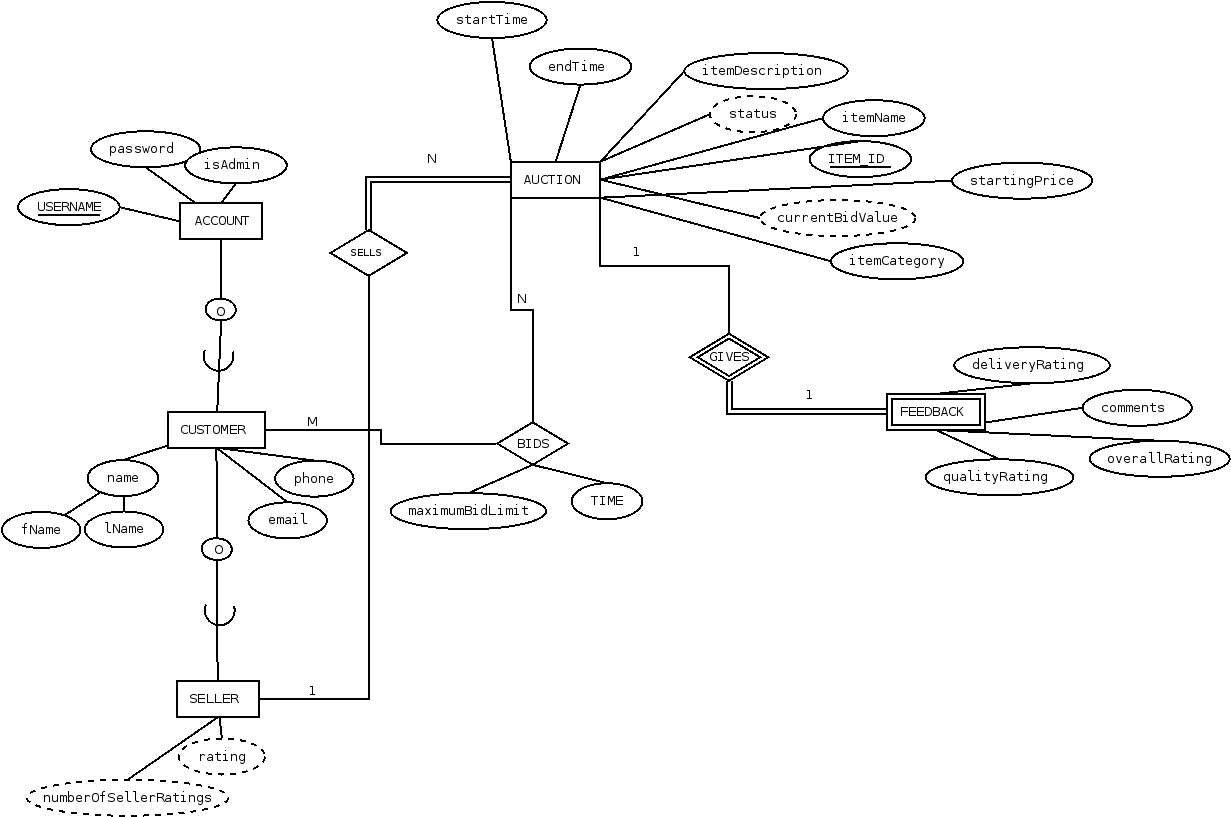 startTime
endTime
itemDescription
status
itemName
password
isAdmin
N
ITEM_ID
AUCTION
startingPrice
USERNAME
ACCOUNT
currentBidValue
SELLS
1
itemCategory
N
O
GIVES
deliveryRating
1
comments
FEEDBACK
M
CUSTOMER
BIDS
overallRating
name
phone
qualityRating
TIME
maximumBidLimit
email
fName
lName
O
1
SELLER
rating
numberOfSellerRatings